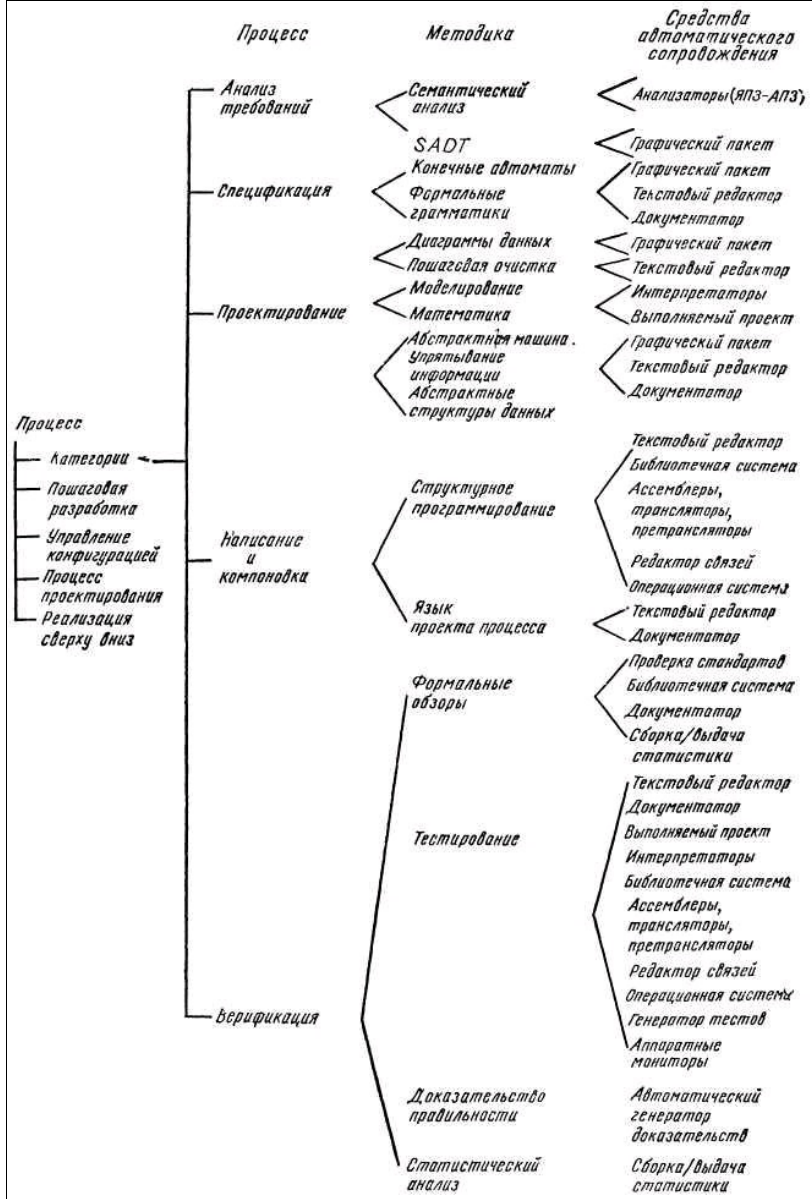 Процесс
Методика
Средства
автоматического
сопровождения
Анализ
требований
Семантический
анализ
Анализаторы (ЯПЗ-АПЗ)
SADT
Графический пакет
Спецификация
Конечные автоматы
Формальные
грамматики
Графический пакет
Текстовый редактор
Документатор
Диаграммы данных
Графический пакет
Пошаговая очистка
Текстовый редактор
Проектирование
Моделирование
Математика
Интерпретаторы
Выполняемый проект
Абстрактная машина.
Упрятывание
информации
Абстрактные
структуры данных
Графический пакет
Текстовый редактор
Документатор
Процесс
Категории
Пошаговая
разработка
Управление
конфигурацией
Процесс
проектирования
Реализация
сверху вниз
Написание
и
компоновка
Структурное
программирование
Текстовый редактор
Библиотечная система
Ассемблеры,
трансляторы,
претрансляторы
Редактор связей
Операционная система
Язык
проекта процесса
Текстовый редактор
Документатор
Верификация
Формальные
обзоры
Проверка стандартов
Библиотечная система
Документатор
Сборка/выдача
статистики
Тестирование
Текстовый редактор
Документатор
Выполняемый проект
Интерпретаторы
Библиотечная система
Ассемблеры,
трансляторы,
претрансляторы
Редактор связей
Операционная система
Генератор тестов
Аппаратные
мониторы
Доказательство
правильности
Автоматический
генератор
доказательств
Статистический
анализ
Сборка/выдача
статистики